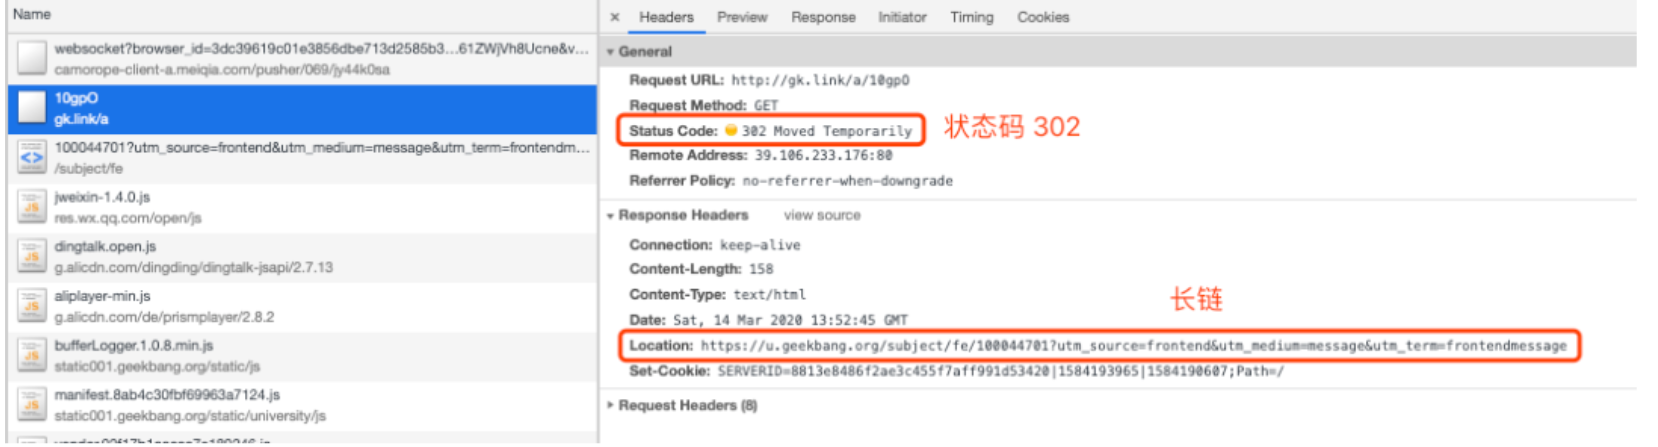 Name
websocket?browser_id=3dc39619c01e3856dbe713d2585b3...61ZWjVh8Ucne&v...
camorope-client-a.meiqia.com/pusher/069/jy44k0sa
10gpO
gk.link/a
100044701?utm_source=frontend&utm_medium=message&utm_term=frontendm...
/subject/fe
jweixin-1.4.0.js
res.wx.qq.com/open/js
dingtalk.open.js
g.alicdn.com/dingding/dingtalk-jsapi/2.7.13
aliplayer-min.js
g.alicdn.com/de/prismplayer/2.8.2
bufferLogger.1.0.8.min.js
static001.geekbang.org/static/js
manifest.8ab4c30fbf69963a7124.js
static001.geekbang.org/static/university/js
Headers Preview Response Initiator Timing Cookies
General
Request URL: http://gk.link/a/10gpO
Request Method: GET
Status Code: 302 Moved Temporarily
状态码 302
Remote Address: 39.106.233.176:80
Referrer Policy: no-referrer-when-downgrade
Response Headers view source
Connection: keep-alive
Content-Length: 158
Content-Type: text/html
长链
Date: Sat, 14 Mar 2020 13:52:45 GMT
Location: https://u.geekbang.org/subject/fe/100044701?utm_source=frontend&utm_medium=message&utm_term=frontendmessage
Set-Cookie: SERVERID=8813e8486f2ae3c455f7aff991d53420|1584193965|1584190607;Path=/
Request Headers (8)